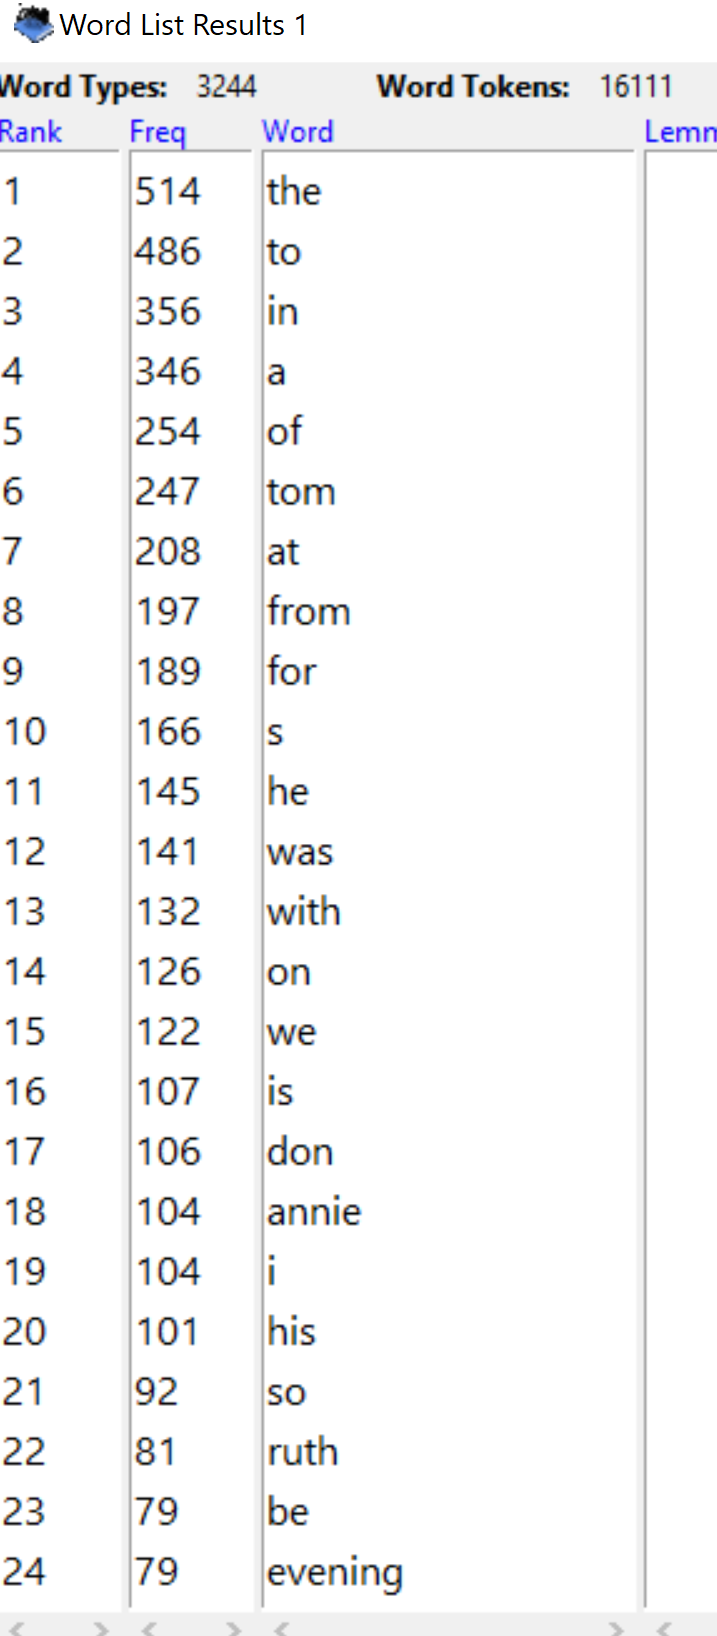 Word List Results 1
Word Types: 3244 Word Tokens: 16111
Rank Freq Word Lemm
1 514 the
2 486 to
3 356 in
4 346 a
5 254 of
6 247 tom
7 208 at
8 197 from
9 189 for
10 166 s
11 145 he
12 141 was
13 132 with
14 126 on
15 122 we
16 107 is
17 106 don
18 104 annie
19 104 i
20 101 his
21 92 so
22 81 ruth
23 79 be
24 79 evening